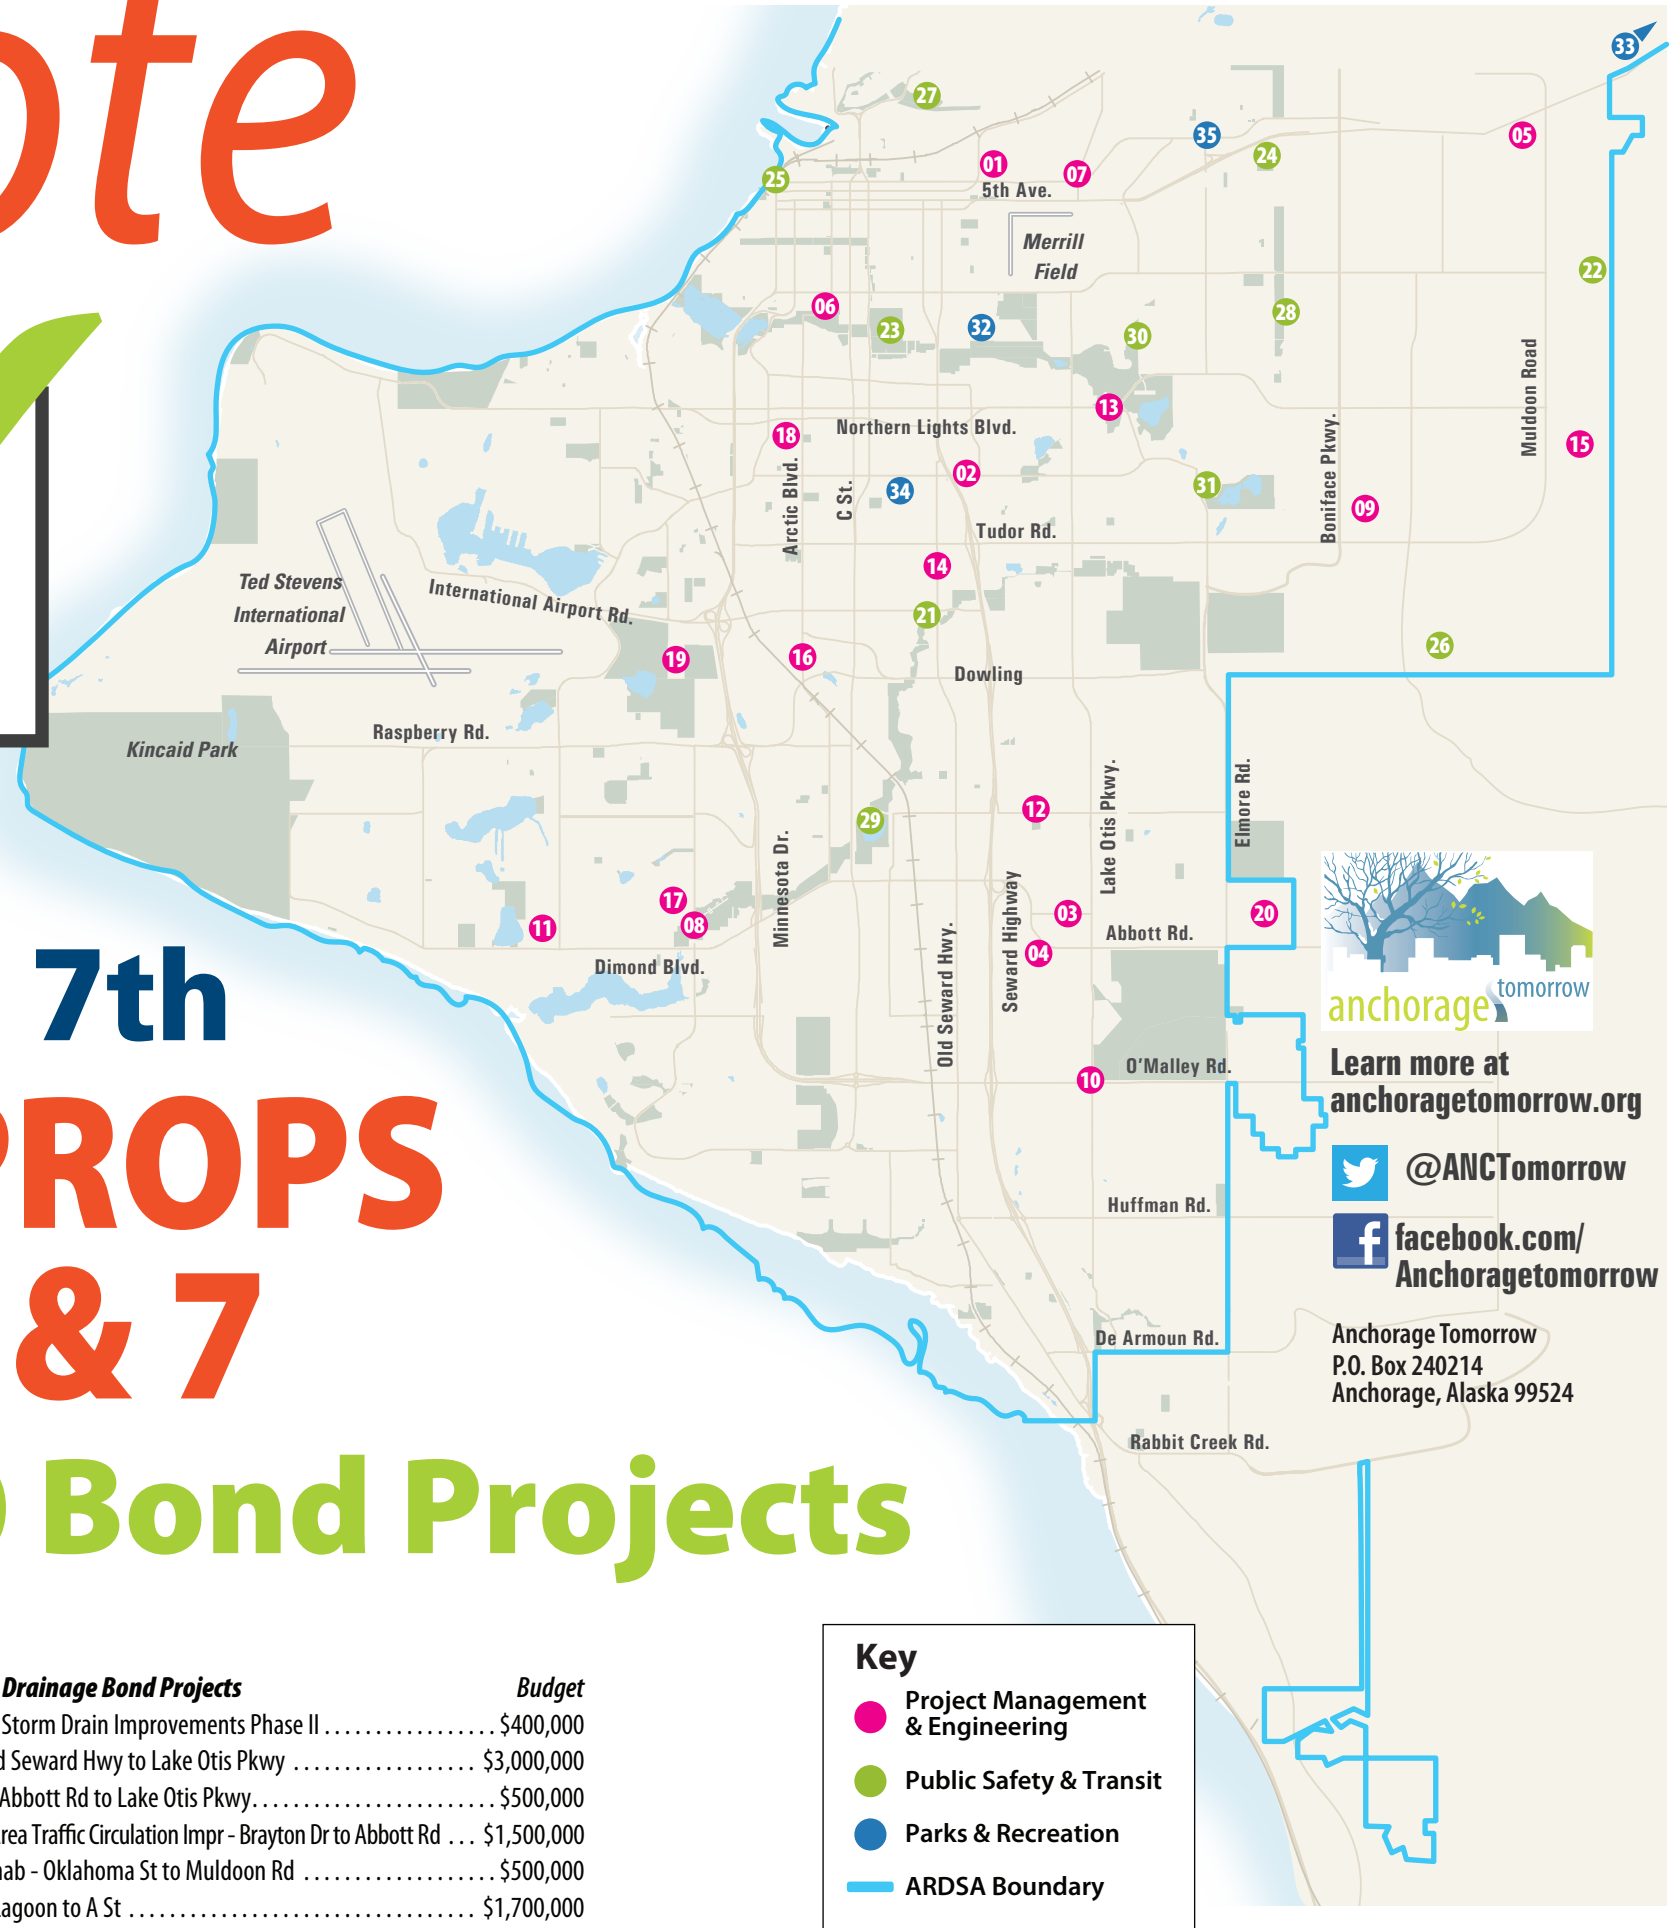 ote
7th
PROPS
& 7
Bond Projects
Drainage Bond Projects Budget
Storm Drain Improvements Phase II ................. $400,000
Seward Hwy to Lake Otis Pkwy .................. $3,000,000
Abbott Rd to Lake Otis Pkwy........................ $500,000
Traffic Circulation Impr - Brayton Dr to Abbott Rd ... $1,500,000
- Oklahoma St to Muldoon Rd ................... $500,000
Lagoon to A St .................................. $1,700,000
33
27
35
05
24
01
07
25
5th Ave.
Merrill
Field
22
06
28
23
32
30
13
Muldoon Road
Northern Lights Blvd.
18
15
02
Boniface Pkwy.
Arctic Blvd.
C St.
34
31
09
Tudor Rd.
14
Ted Stevens
International
Airport
International Airport Rd.
21
26
19
16
Dowling
Raspberry Rd.
Kincaid Park
12
Elmore Rd.
Lake Otis Pkwy.
29
Minnesota Dr.
17
08
11
03
20
Seward Highway
Abbott Rd.
04
Old Seward Hwy.
Dimond Blvd.
O'Malley Rd.
10
Huffman Rd.
De Armoun Rd.
Rabbit Creek Rd.
anchorage tomorrow
Learn more at
anchoragetomorrow.org
@ANCTomorrow
f facebook.com/
Anchoragetomorrow
Anchorage Tomorrow
P.O. Box 240214
Anchorage, Alaska 99524
Key
Project Management
& Engineering
Public Safety & Transit
Parks & Recreation
ARDSA Boundary